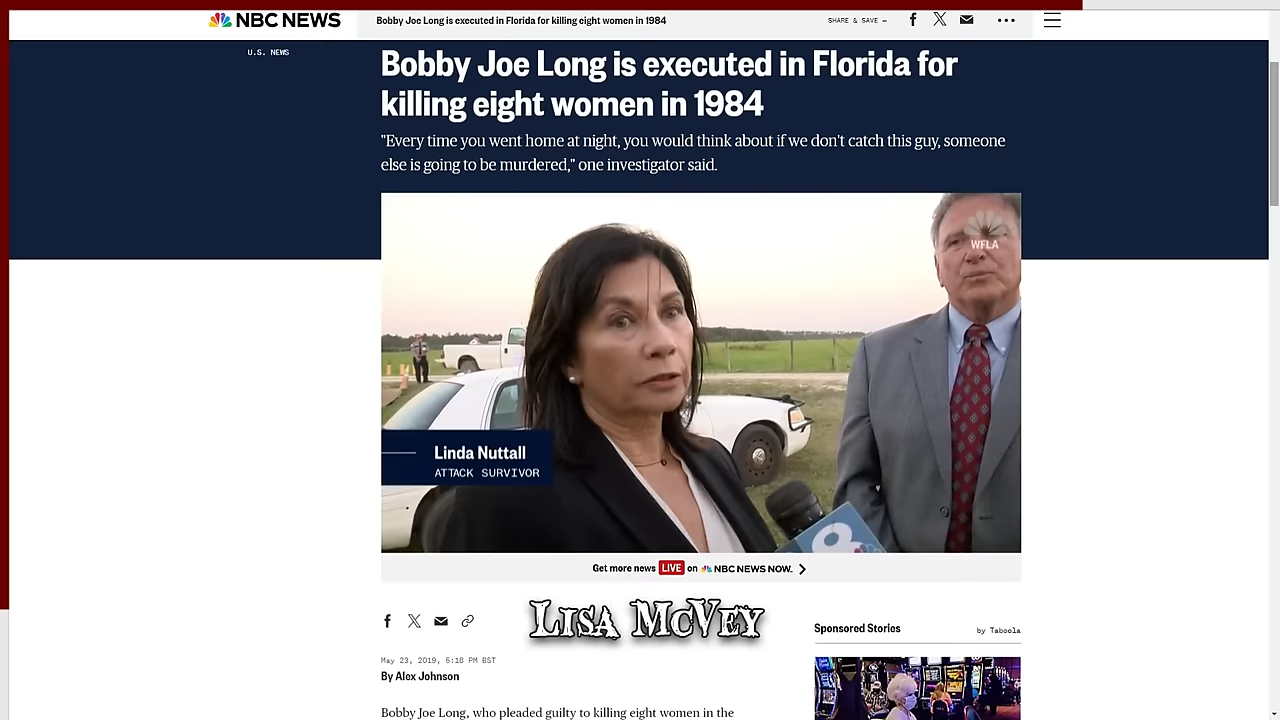 NBC NEWS
Bobby Joe Long is executed in Florida for killing eight women in 1984
SHARE & SAVE —
U.S. NEWS
Bobby Joe Long is executed in Florida for
killing eight women in 1984
"Every time you went home at night, you would think about if we don't catch this guy, someone
else is going to be murdered," one investigator said.
WFLA
Linda Nuttall
ATTACK SURVIVOR
8
Get more news LIVE on NBC NEWS NOW.
LISA MCVEY
Sponsored Stories
by Taboola
May 23, 2019, 5:18 PM BST
By Alex Johnson
Bobby Joe Long, who pleaded guilty to killing eight women in the